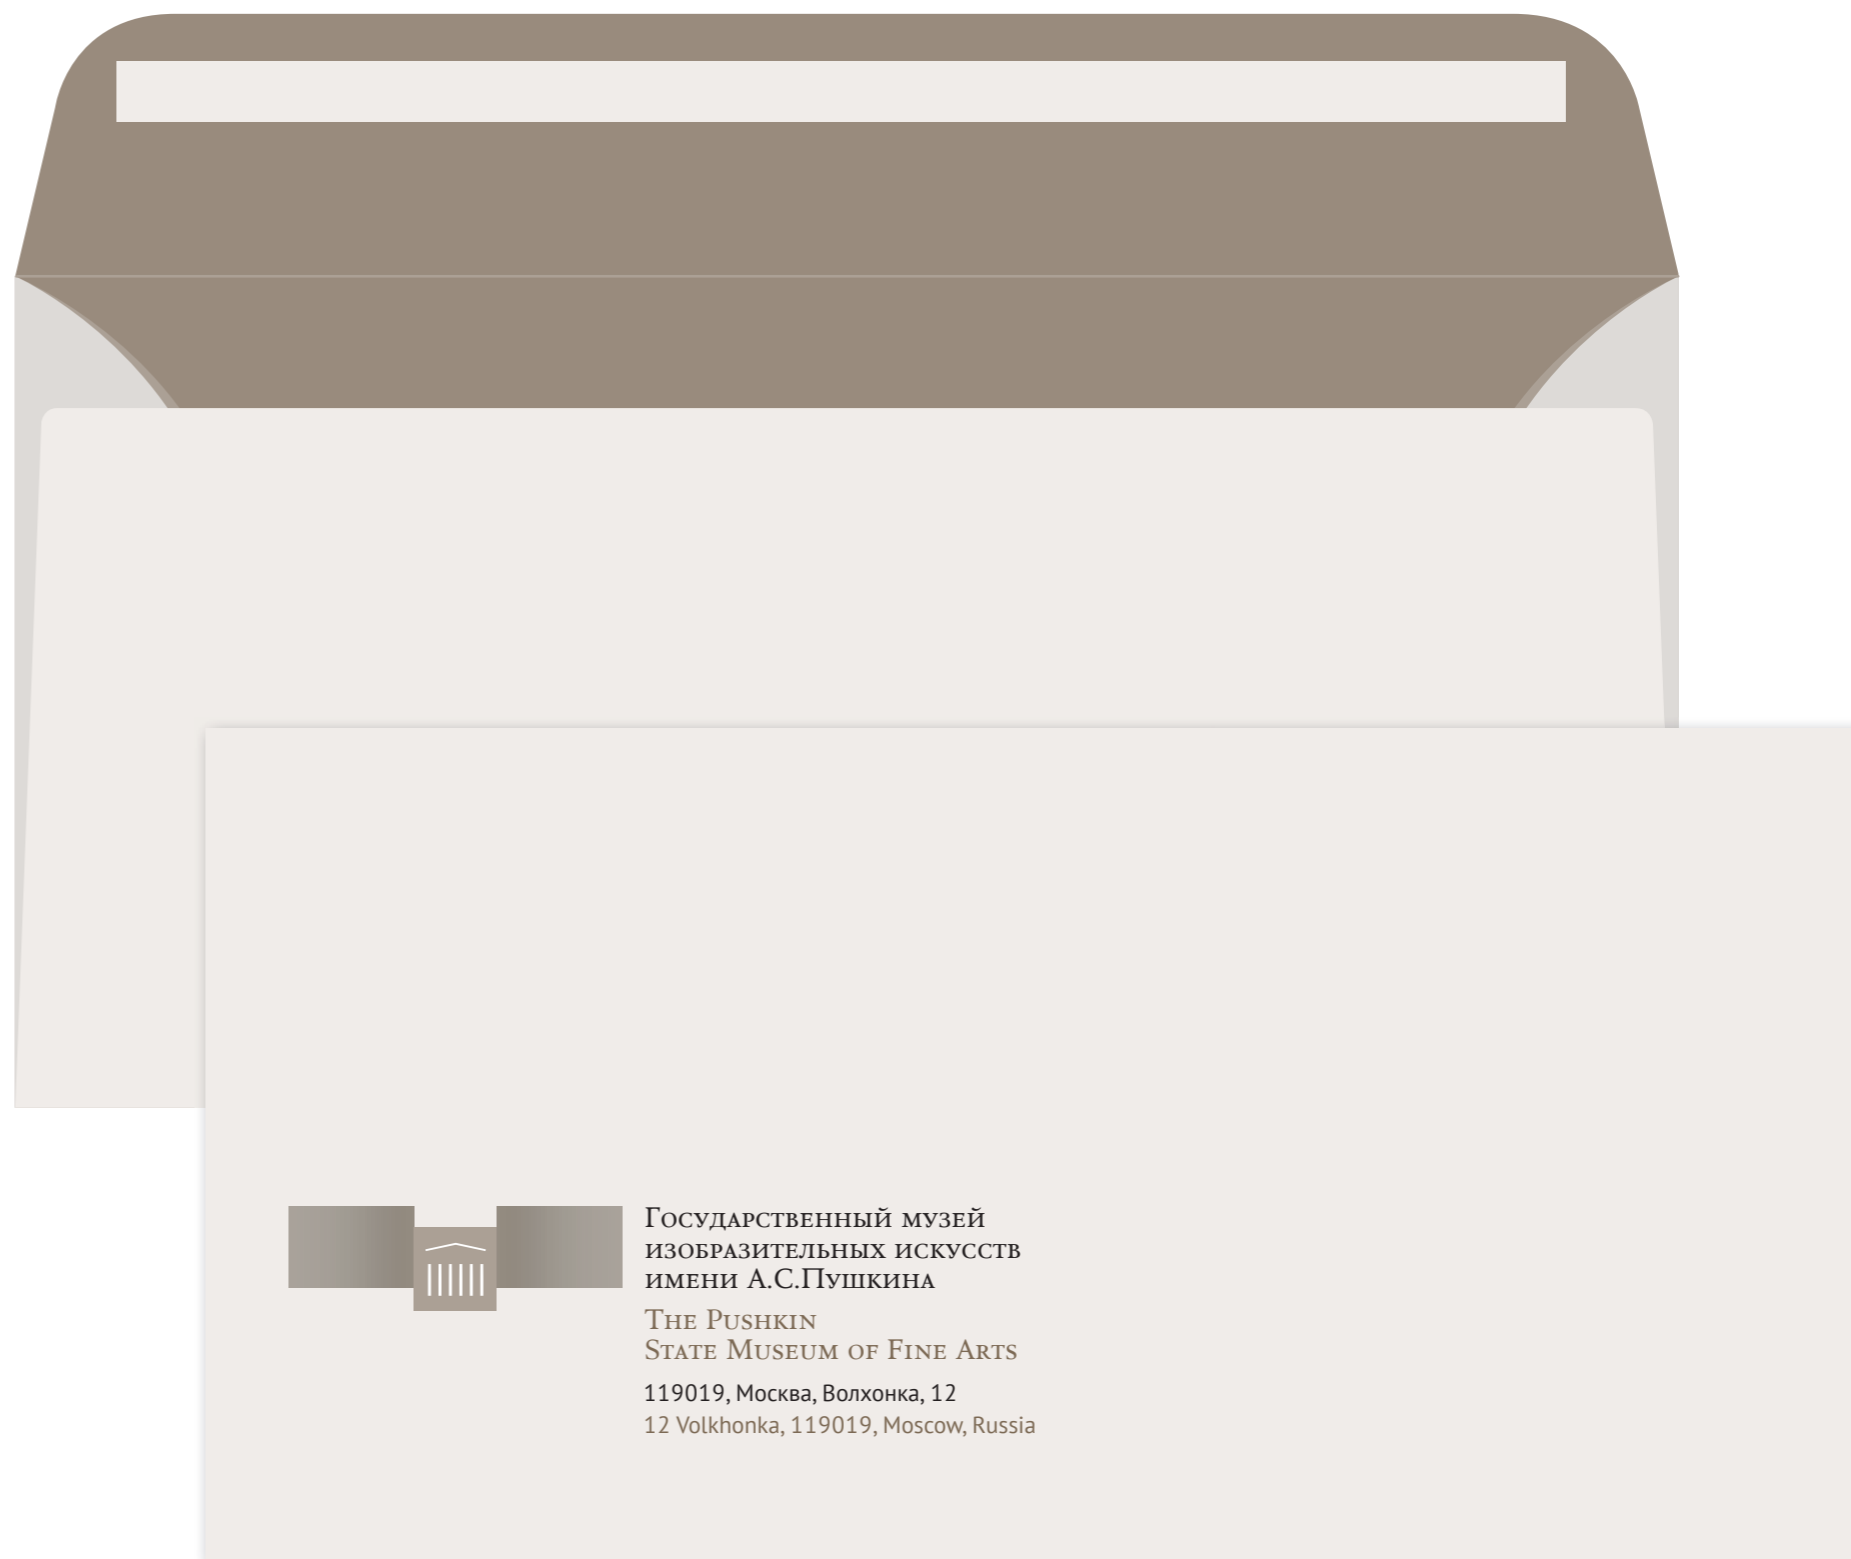 Государственный музей
изобразительных искусств
имени А.С.Пушкина
The Pushkin
State Museum of Fine Arts
119019, Москва, Волхонка, 12
12 Volkhonka, 119019, Moscow, Russia